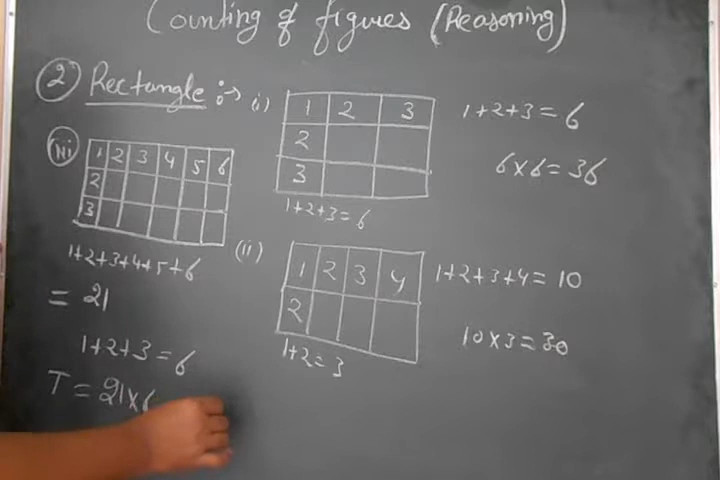 Counting of figures (Reasoning)
2 Rectangle :→
(i)
1 2 3
2
3
1+2+3=6
1+2+3=6
6×6=36
(ii)
1 2 3 4
2
1+2=3
1+2+3+4=10
10×3=30
(iii)
1 2 3 4 5 6
2
3
1+2+3+4+5+6
=21
1+2+3=6
T=21×6